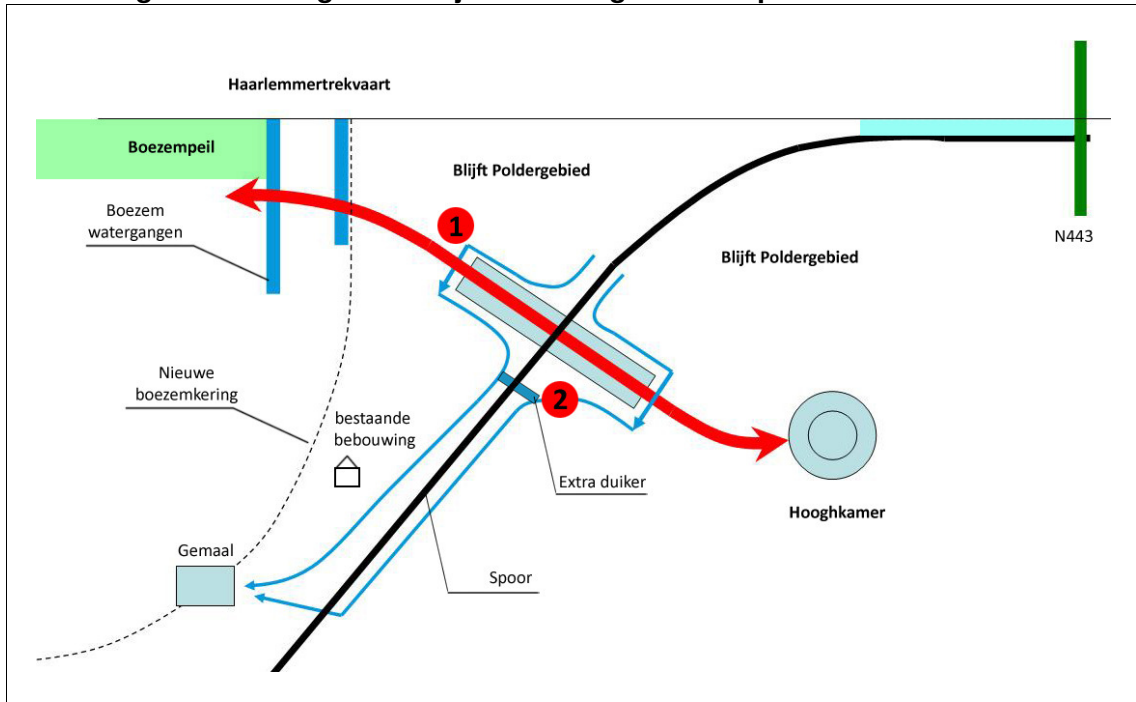 Haarlemmertrekvaart
Boezempeil
Blijft Poldergebied
Boezem
watergangen
1
N443
Blijft Poldergebied
Nieuwe
boezemkering
2
bestaande
bebouwing
Extra duiker
Hooghkamer
Gemaal
Spoor